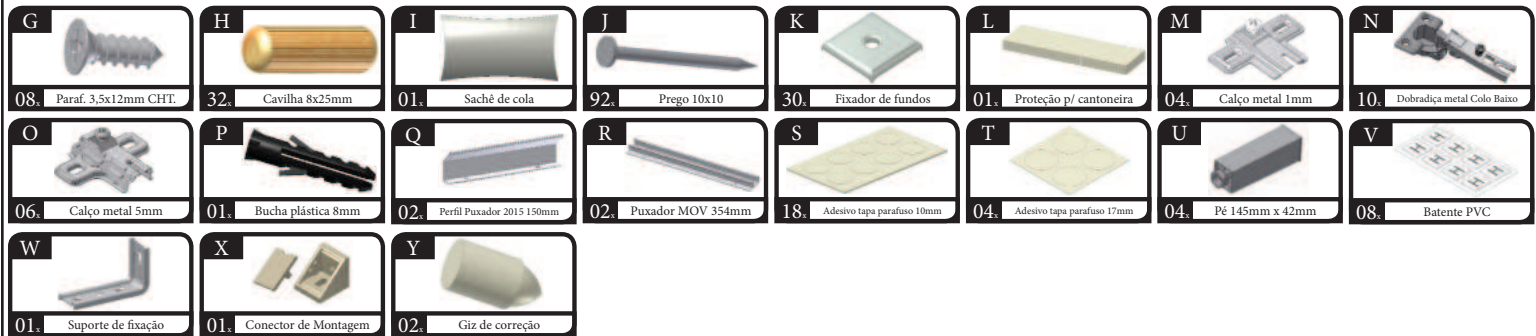 G
08x Paraf. 3,5x12mm CHT.
H
32x Cavilha 8x25mm
I
01x Sachê de cola
J
92x Prego 10x10
K
30x Fixador de fundos
L
01x Proteção p/ cantoneira
M
04x Calço metal 1mm
N
10x Dobradiça metal Colo Baixo
O
06x Calço metal 5mm
P
01x Bucha plástica 8mm
Q
02x Perfil Puxador 2015 150mm
R
02x Puxador MOV 354mm
S
18x Adesivo tapa parafuso 10mm
T
04x Adesivo tapa parafuso 17mm
U
04x Pé 145mm x 42mm
V
08x Batente PVC
W
01x Suporte de fixação
X
01x Conector de Montagem
Y
02x Giz de correção